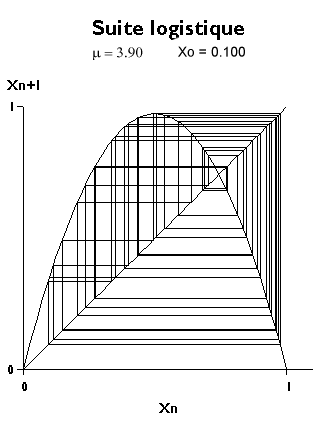 Suite logistique
μ = 3.90 Xo = 0.100
Xn+1
1
0
0 1
Xn